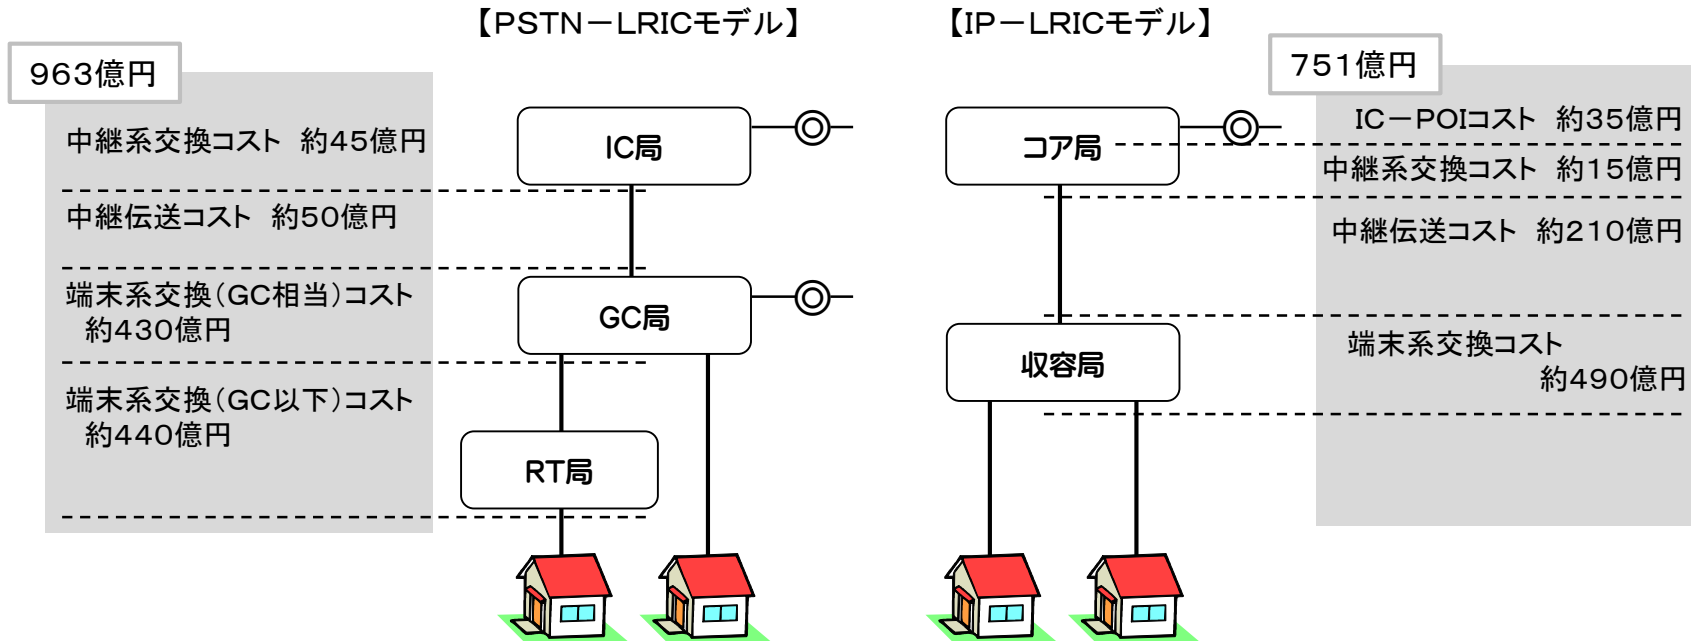 【PSTN－LRICモデル】
963億円
中継系交換コスト 約45億円
中継伝送コスト 約50億円
端末系交換（GC相当）コスト
約430億円
端末系交換（GC以下）コスト
約440億円
IC局
GC局
RT局
【IP－LRICモデル】
751億円
IC－POIコスト 約35億円
中継系交換コスト 約15億円
中継伝送コスト 約210億円
端末系交換コスト
約490億円
コア局
収容局